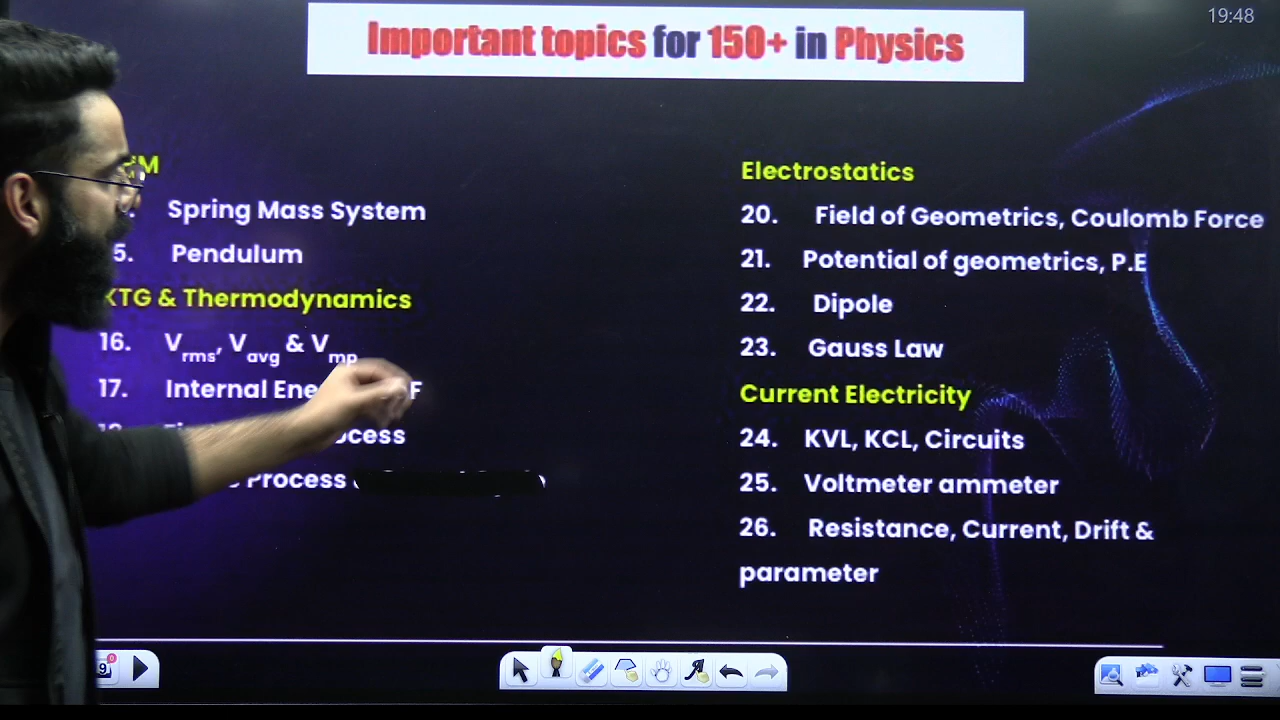 19:48
Important topics for 150+ in Physics
Spring Mass System
5. Pendulum
KTG & Thermodynamics
16. Vrms, Vavg & Vmp
17. Internal
Process
Electrostatics
20. Field of Geometrics, Coulomb Force
21. Potential of geometrics, P.E
22. Dipole
23. Gauss Law
Current Electricity
24. KVL, KCL, Circuits
25. Voltmeter ammeter
26. Resistance, Current, Drift &
parameter